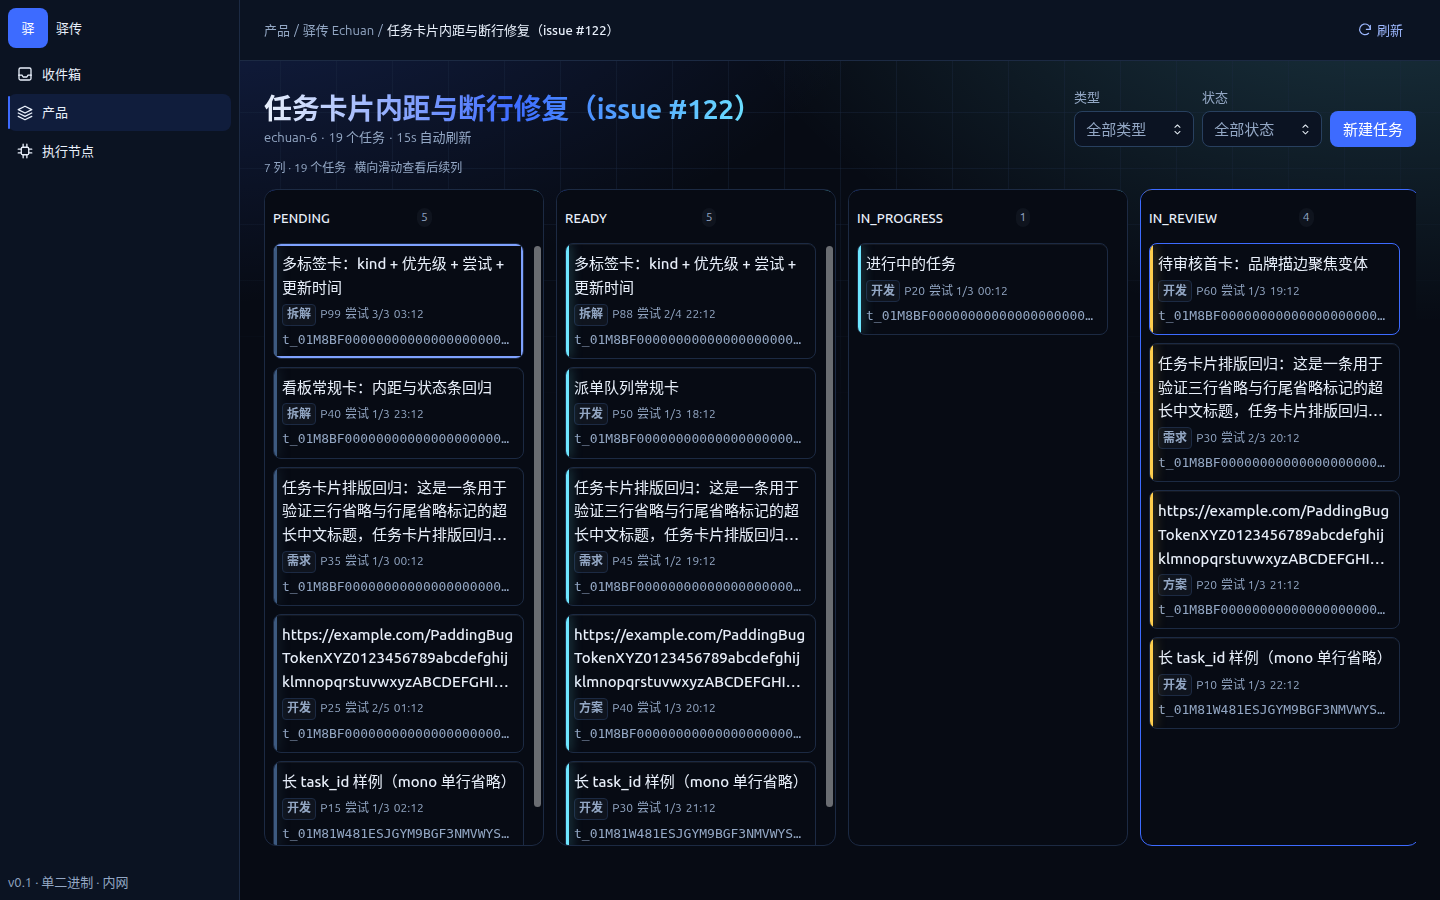 驿 驿传
收件箱
产品
执行节点
v0.1 · 单二进制 · 内网
产品 / 驿传 Echuan / 任务卡片内距与断行修复（issue #122）
刷新
任务卡片内距与断行修复（issue #122）
echuan-6 · 19 个任务 · 15s 自动刷新
类型
全部类型
状态
全部状态
新建任务
7 列 · 19 个任务 横向滑动查看后续列
PENDING 5
多标签卡：kind + 优先级 + 尝试 +
更新时间
拆解 P99 尝试 3/3 03:12
t_01M8BF00000000000000000000…
看板常规卡：内距与状态条回归
拆解 P40 尝试 1/3 23:12
t_01M8BF00000000000000000000…
任务卡片排版回归：这是一条用于
验证三行省略与行尾省略标记的超
长中文标题，任务卡片排版回归…
需求 P35 尝试 1/3 00:12
t_01M8BF00000000000000000000…
https://example.com/PaddingBug
TokenXYZ0123456789abcdefghij
klmnopqrstuvwxyzABCDEFGHI…
开发 P25 尝试 2/5 01:12
t_01M8BF00000000000000000000…
长 task_id 样例（mono 单行省略）
开发 P15 尝试 1/3 02:12
t_01M81W481ESJGYM9BGF3NMVWYS…
READY 5
多标签卡：kind + 优先级 + 尝试 +
更新时间
拆解 P88 尝试 2/4 22:12
t_01M8BF00000000000000000000…
派单队列常规卡
开发 P50 尝试 1/3 18:12
t_01M8BF00000000000000000000…
任务卡片排版回归：这是一条用于
验证三行省略与行尾省略标记的超
长中文标题，任务卡片排版回归…
需求 P45 尝试 1/2 19:12
t_01M8BF00000000000000000000…
https://example.com/PaddingBug
TokenXYZ0123456789abcdefghij
klmnopqrstuvwxyzABCDEFGHI…
方案 P40 尝试 1/3 20:12
t_01M8BF00000000000000000000…
长 task_id 样例（mono 单行省略）
开发 P30 尝试 1/3 21:12
t_01M81W481ESJGYM9BGF3NMVWYS…
IN_PROGRESS 1
进行中的任务
开发 P20 尝试 1/3 00:12
t_01M8BF00000000000000000000…
IN_REVIEW 4
待审核首卡：品牌描边聚焦变体
开发 P60 尝试 1/3 19:12
t_01M8BF00000000000000000000…
任务卡片排版回归：这是一条用于
验证三行省略与行尾省略标记的超
长中文标题，任务卡片排版回归…
需求 P30 尝试 2/3 20:12
t_01M8BF00000000000000000000…
https://example.com/PaddingBug
TokenXYZ0123456789abcdefghij
klmnopqrstuvwxyzABCDEFGHI…
方案 P20 尝试 1/3 21:12
t_01M8BF00000000000000000000…
长 task_id 样例（mono 单行省略）
开发 P10 尝试 1/3 22:12
t_01M81W481ESJGYM9BGF3NMVWYS…